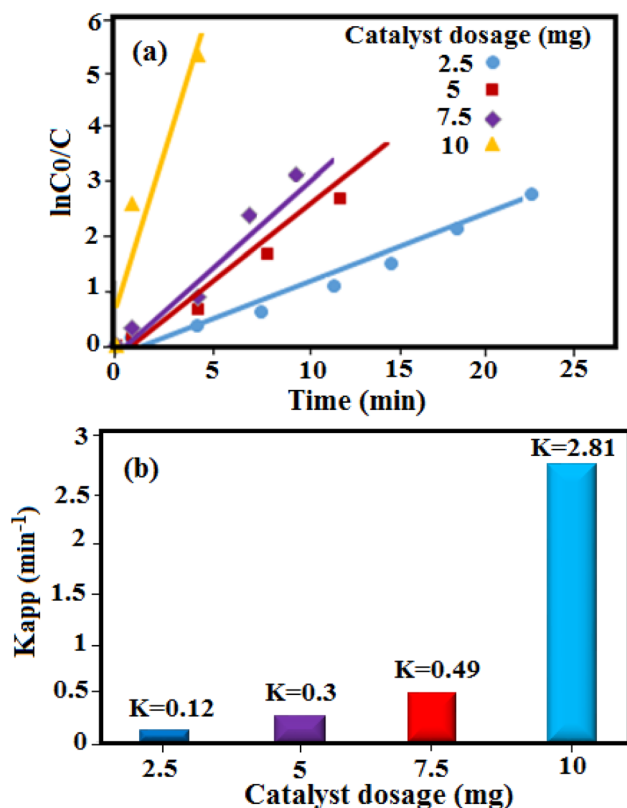 (a)
Catalyst dosage (mg)
2.5
5
7.5
10
6
5
4
3
2
1
0
lnC0/C
0
5
10
15
20
25
Time (min)
(b)
3
2.5
2
1.5
1
0.5
0
Kapp (min⁻¹)
K=0.12
K=0.3
K=0.49
K=2.81
2.5
5
7.5
10
Catalyst dosage (mg)